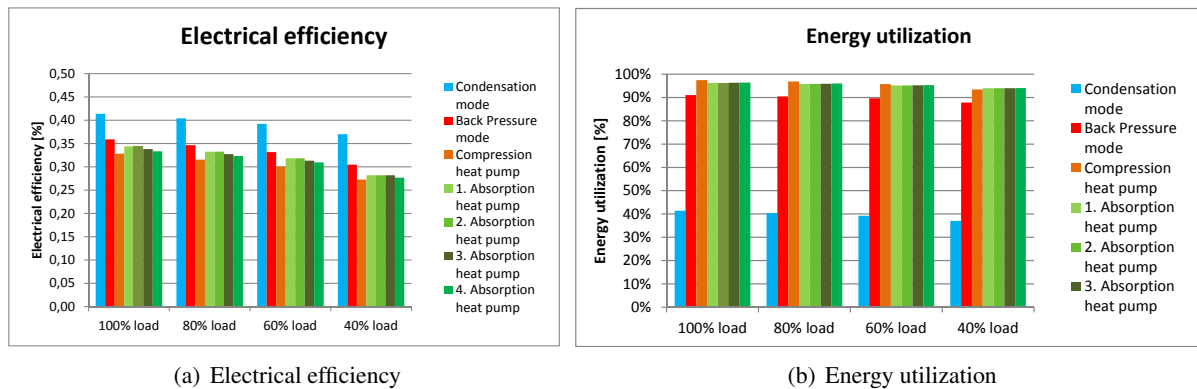 Electrical efficiency
Electrical efficiency [%]
0,50
0,45
0,40
0,35
0,30
0,25
0,20
0,15
0,10
0,05
0,00
100% load 80% load 60% load 40% load
Condensation
mode
Back Pressure
mode
Compression
heat pump
1. Absorption
heat pump
2. Absorption
heat pump
3. Absorption
heat pump
4. Absorption
heat pump
(a) Electrical efficiency
Energy utilization
Energy utilization [%]
100%
90%
80%
70%
60%
50%
40%
30%
20%
10%
0%
100% load 80% load 60% load 40% load
Condensation
mode
Back Pressure
mode
Compression
heat pump
1. Absorption
heat pump
2. Absorption
heat pump
3. Absorption
heat pump
(b) Energy utilization